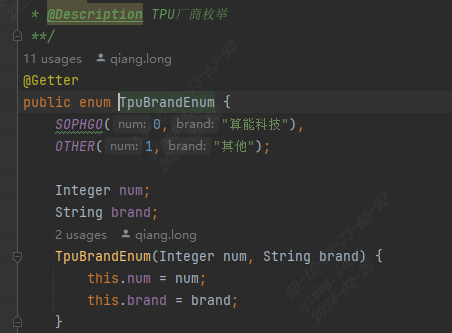 * @Description TPU厂商枚举
**/
11 usages qiang.long
@Getter
public enum TpuBrandEnum {
SOPHGO( num: 0, brand: "算能科技"),
OTHER( num: 1, brand: "其他");
Integer num;
String brand;
2 usages qiang.long
TpuBrandEnum(Integer num, String brand) {
this.num = num;
this.brand = brand;
}